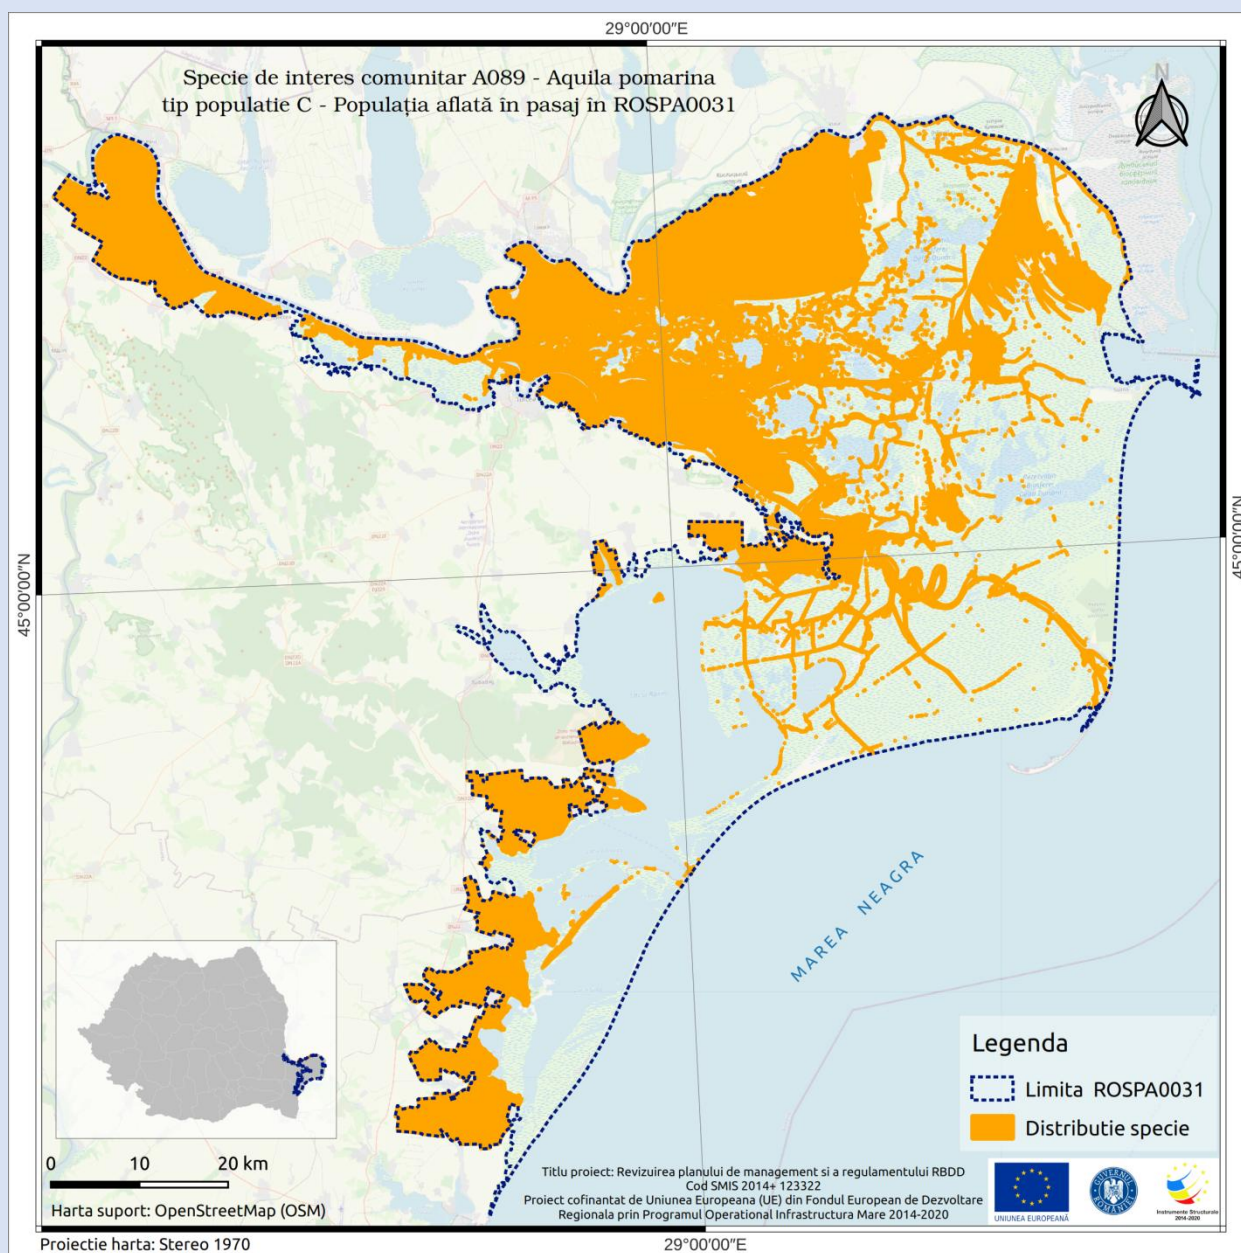 29°00′00″E
Specie de interes comunitar A089 - Aquila pomarina
tip populatie C - Populația aflată în pasaj în ROSPA0031
N
45°00′00″N
45°00′00″N
MAREA NEAGRA
Legenda
Limita ROSPA0031
Distributie specie
0 10 20 km
Harta suport: OpenStreetMap (OSM)
Titlu proiect: Revizuirea planului de management si a regulamentului RBDD
Cod SMIS 2014+ 123322
Proiect cofinantat de Uniunea Europeana (UE) din Fondul European de Dezvoltare
Regionala prin Programul Operational Infrastructura Mare 2014-2020
UNIUNEA EUROPEANĂ
GUVERNUL ROMÂNIEI
Instrumente Structurale
2014-2020
Proiectie harta: Stereo 1970
29°00′00″E